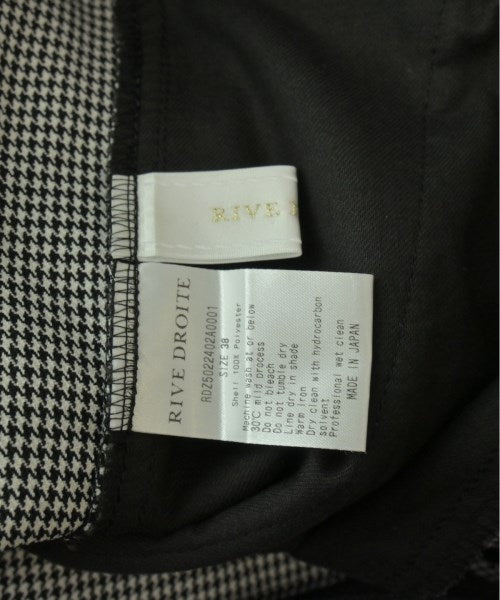 RIVE
RIVE DROITE
RDZ5022402A0001
SIZE 38
Shell 100% Polyester
Machine wash at or below
30℃ mild process
Do not bleach
Do not tumble dry
Line dry in shade
Warm iron
Dry clean with hydrocarbon
solvent
Professional wet clean
MADE IN JAPAN